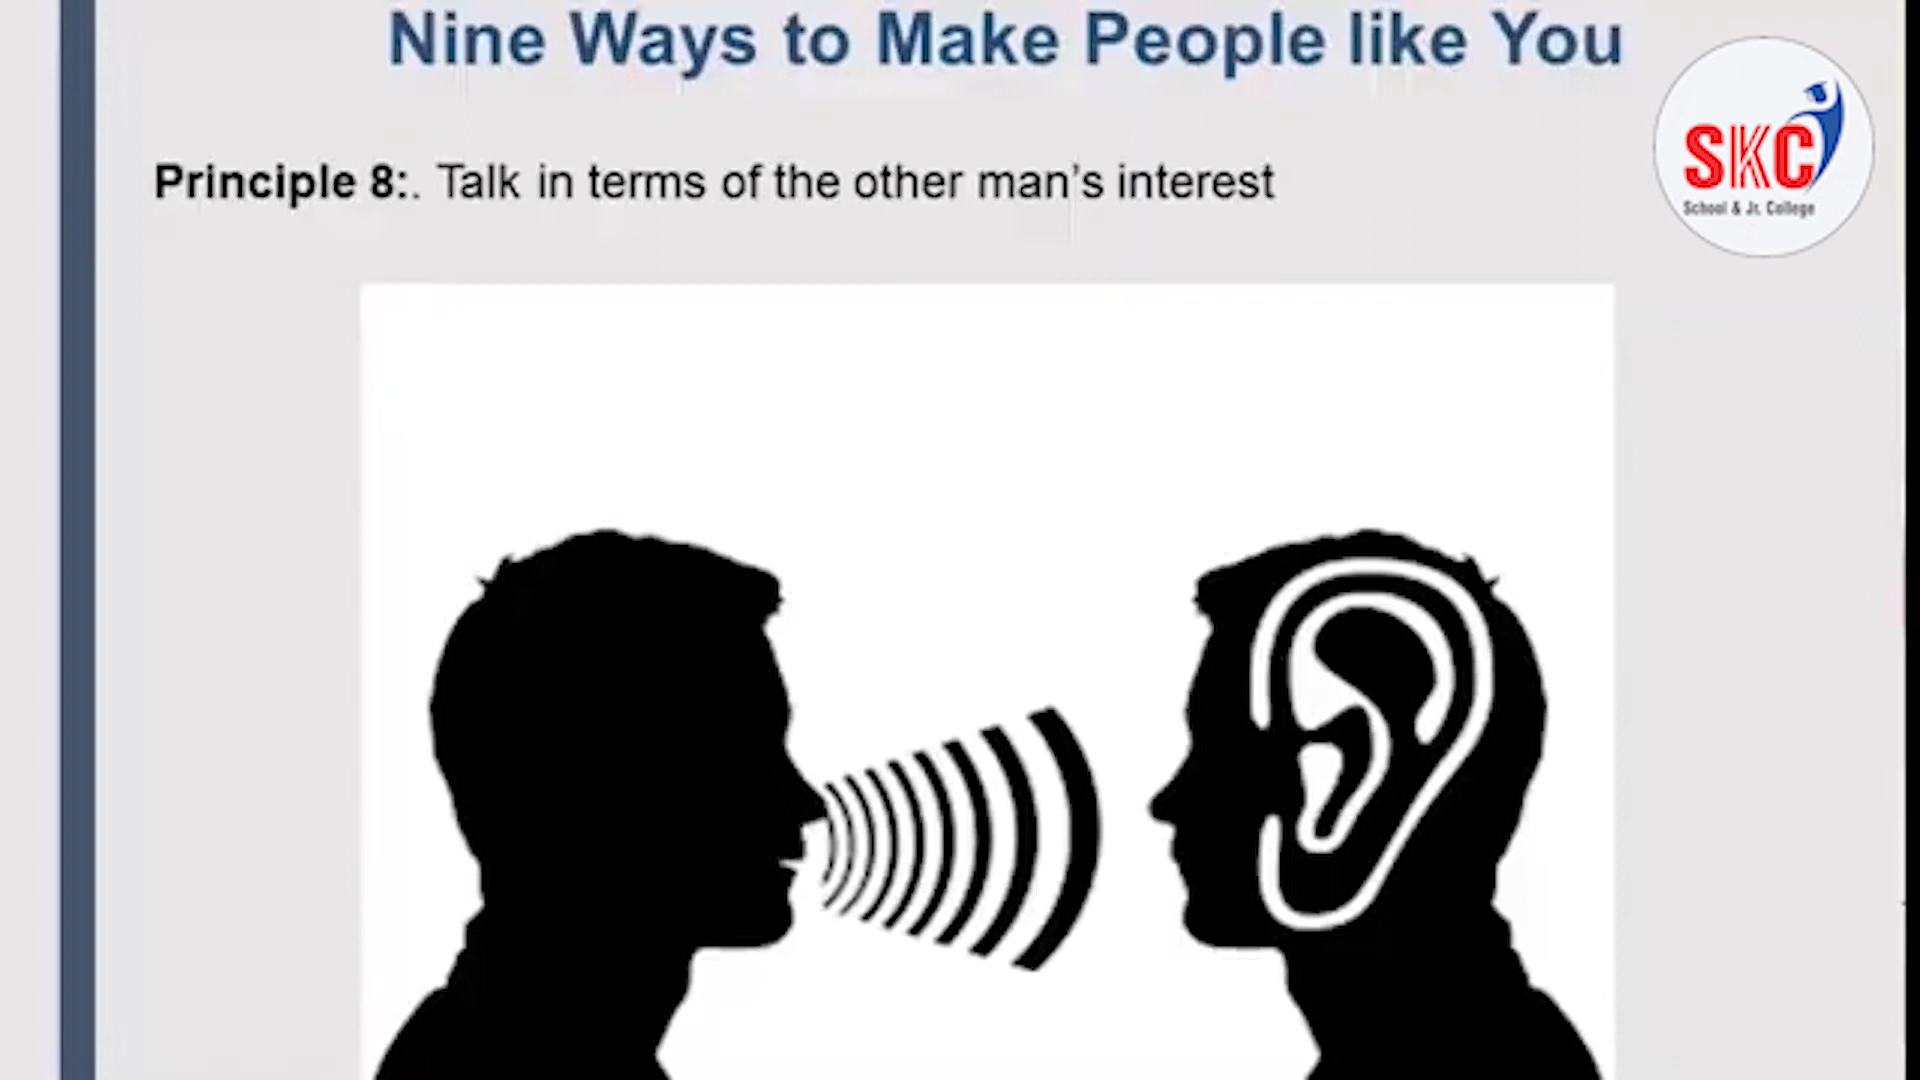 Nine Ways to Make People like You
Principle 8:. Talk in terms of the other man's interest
SKC
School & Jr. College